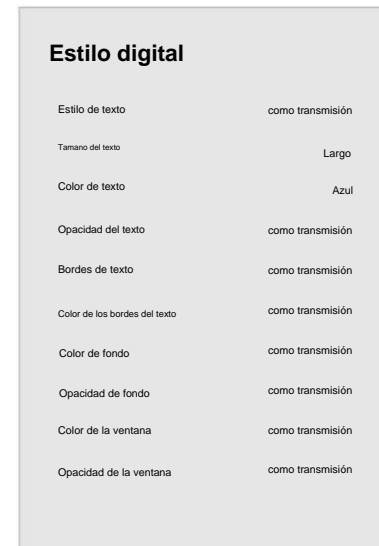 Estilo digital
Estilo de texto como transmisión
Tamano del texto Largo
Color de texto Azul
Opacidad del texto como transmisión
Bordes de texto como transmisión
Color de los bordes del texto como transmisión
Color de fondo como transmisión
Opacidad de fondo como transmisión
Color de la ventana como transmisión
Opacidad de la ventana como transmisión